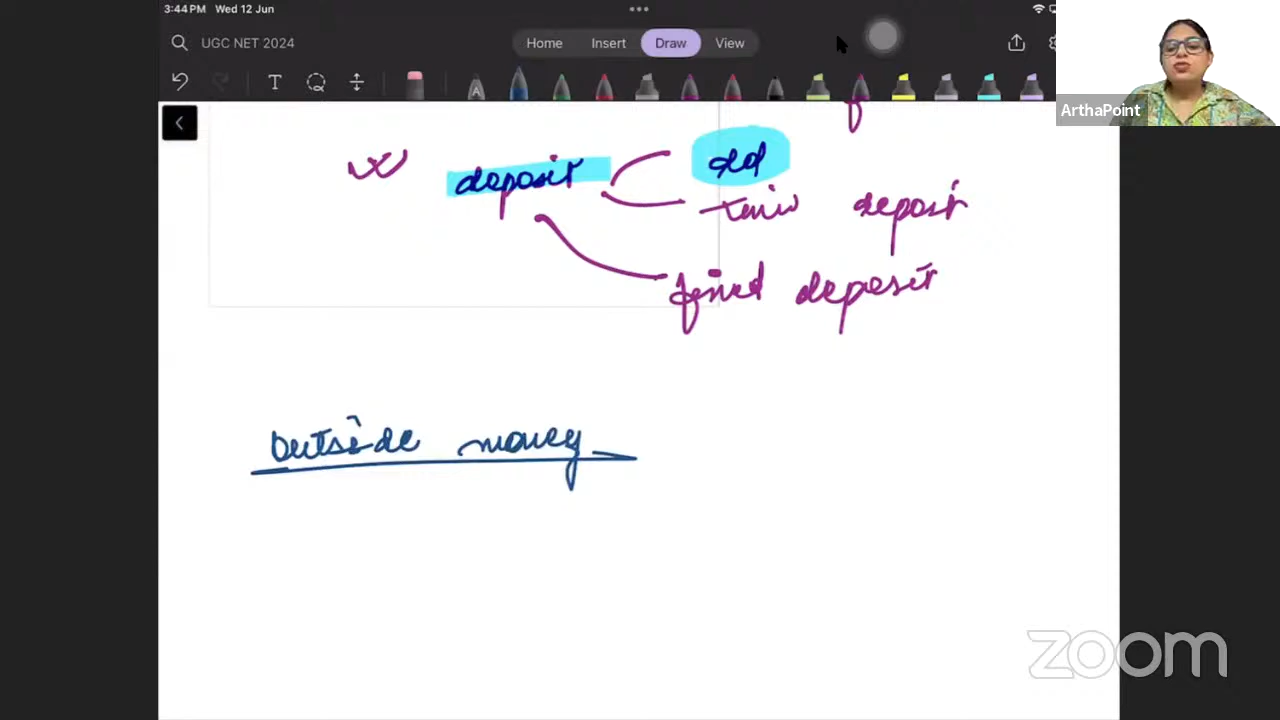 3:44 PM Wed 12 Jun
UGC NET 2024
Home Insert Draw View
T
A
ArthaPoint
deposit dd
deposit
fixed deposit
Outside money
zoom